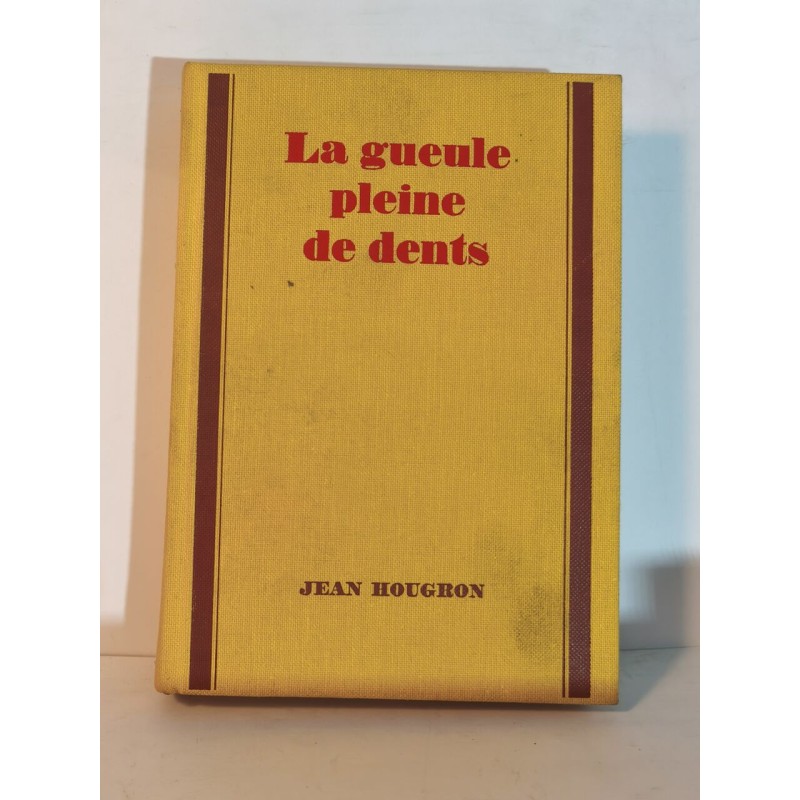 La gueule
pleine
de dents
JEAN HOUGRON